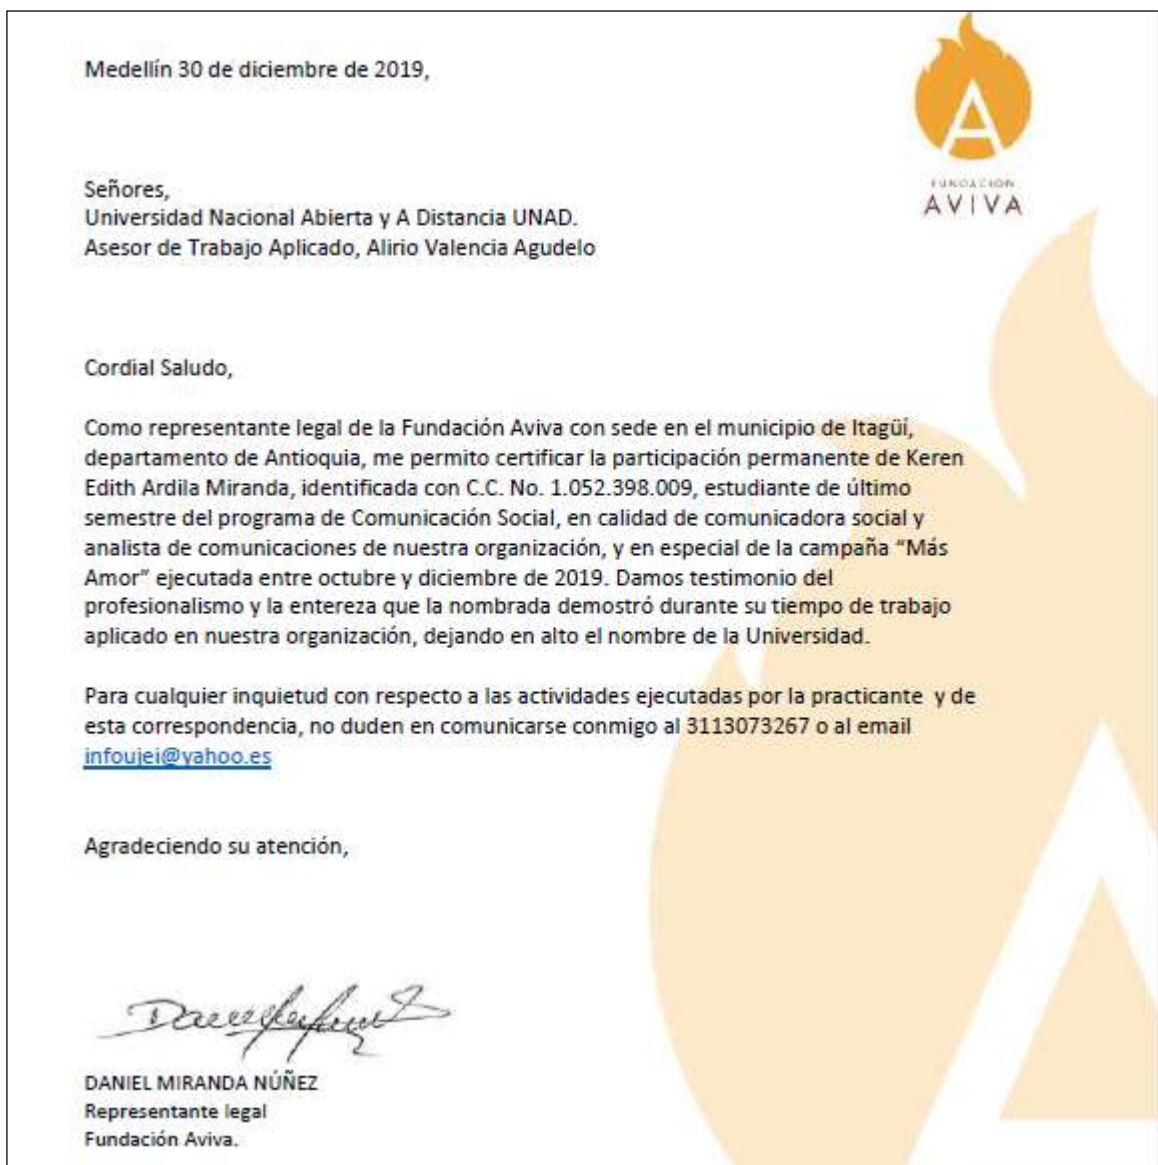 Medellín 30 de diciembre de 2019,
FUNDACION
AVIVA
Señores,
Universidad Nacional Abierta y A Distancia UNAD.
Asesor de Trabajo Aplicado, Alirio Valencia Agudelo
Cordial Saludo,
Como representante legal de la Fundación Aviva con sede en el municipio de Itagüí,
departamento de Antioquia, me permito certificar la participación permanente de Keren
Edith Ardila Miranda, identificada con C.C. No. 1.052.398.009, estudiante de último
semestre del programa de Comunicación Social, en calidad de comunicadora social y
analista de comunicaciones de nuestra organización, y en especial de la campaña “Más
Amor” ejecutada entre octubre y diciembre de 2019. Damos testimonio del
profesionalismo y la entereza que la nombrada demostró durante su tiempo de trabajo
aplicado en nuestra organización, dejando en alto el nombre de la Universidad.
Para cualquier inquietud con respecto a las actividades ejecutadas por la practicante y de
esta correspondencia, no duden en comunicarse conmigo al 3113073267 o al email
infoujei@yahoo.es
Agradeciendo su atención,
DANIEL MIRANDA NÚÑEZ
Representante legal
Fundación Aviva.